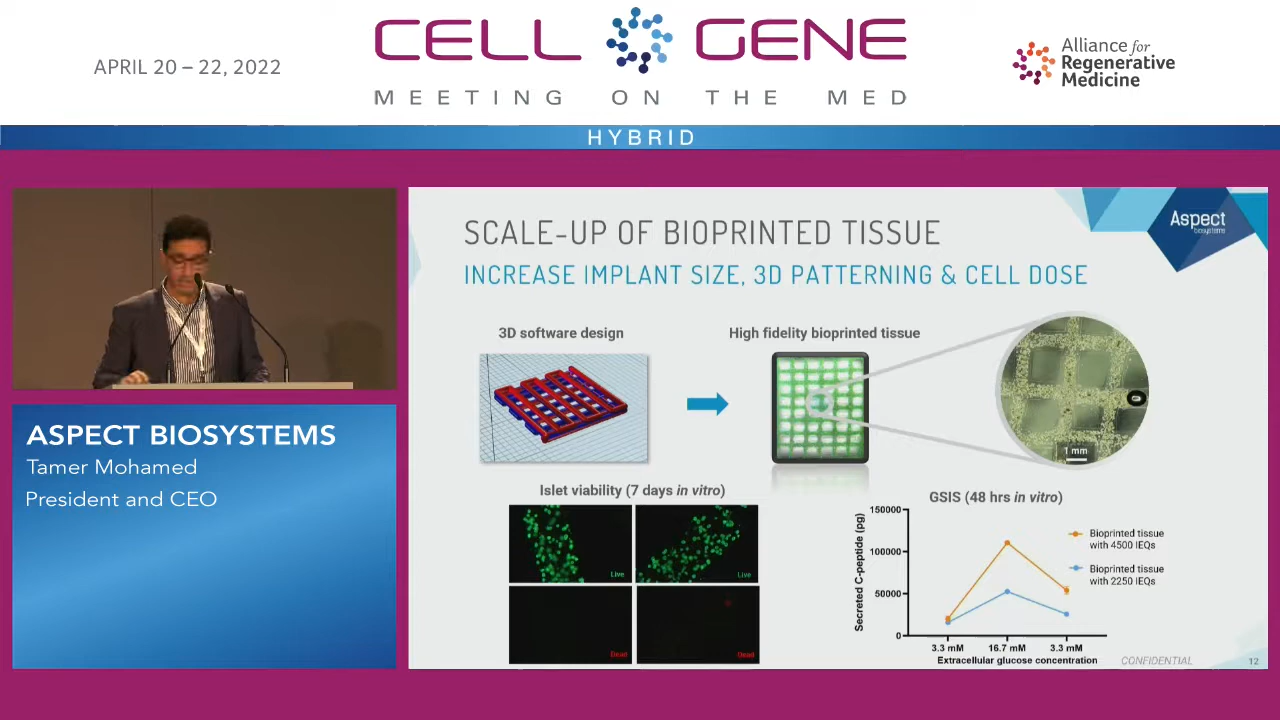 APRIL 20 – 22, 2022
CELL GENE
MEETING ON THE MED
Alliance for
Regenerative
Medicine
HYBRID
ASPECT BIOSYSTEMS
Tamer Mohamed
President and CEO
SCALE-UP OF BIOPRINTED TISSUE
INCREASE IMPLANT SIZE, 3D PATTERNING & CELL DOSE
Aspect
biosystems
3D software design
High fidelity bioprinted tissue
1 mm
Islet viability (7 days in vitro)
Live
Live
Dead
Dead
GSIS (48 hrs in vitro)
Secreted C-peptide (pg)
150000
100000
50000
0
3.3 mM
16.7 mM
3.3 mM
Extracellular glucose concentration
Bioprinted tissue
with 4500 IEQs
Bioprinted tissue
with 2250 IEQs
CONFIDENTIAL
12